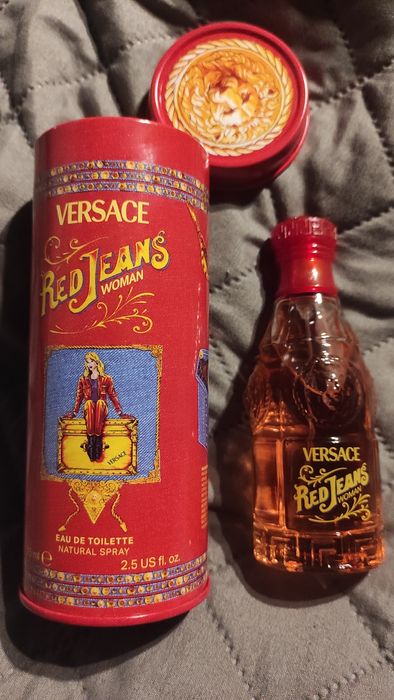 VERSACE
RED JEANS
WOMAN
VERSACE
EAU DE TOILETTE
NATURAL SPRAY
ml e
2.5 US fl. oz.
VERSACE
RED JEANS
WOMAN